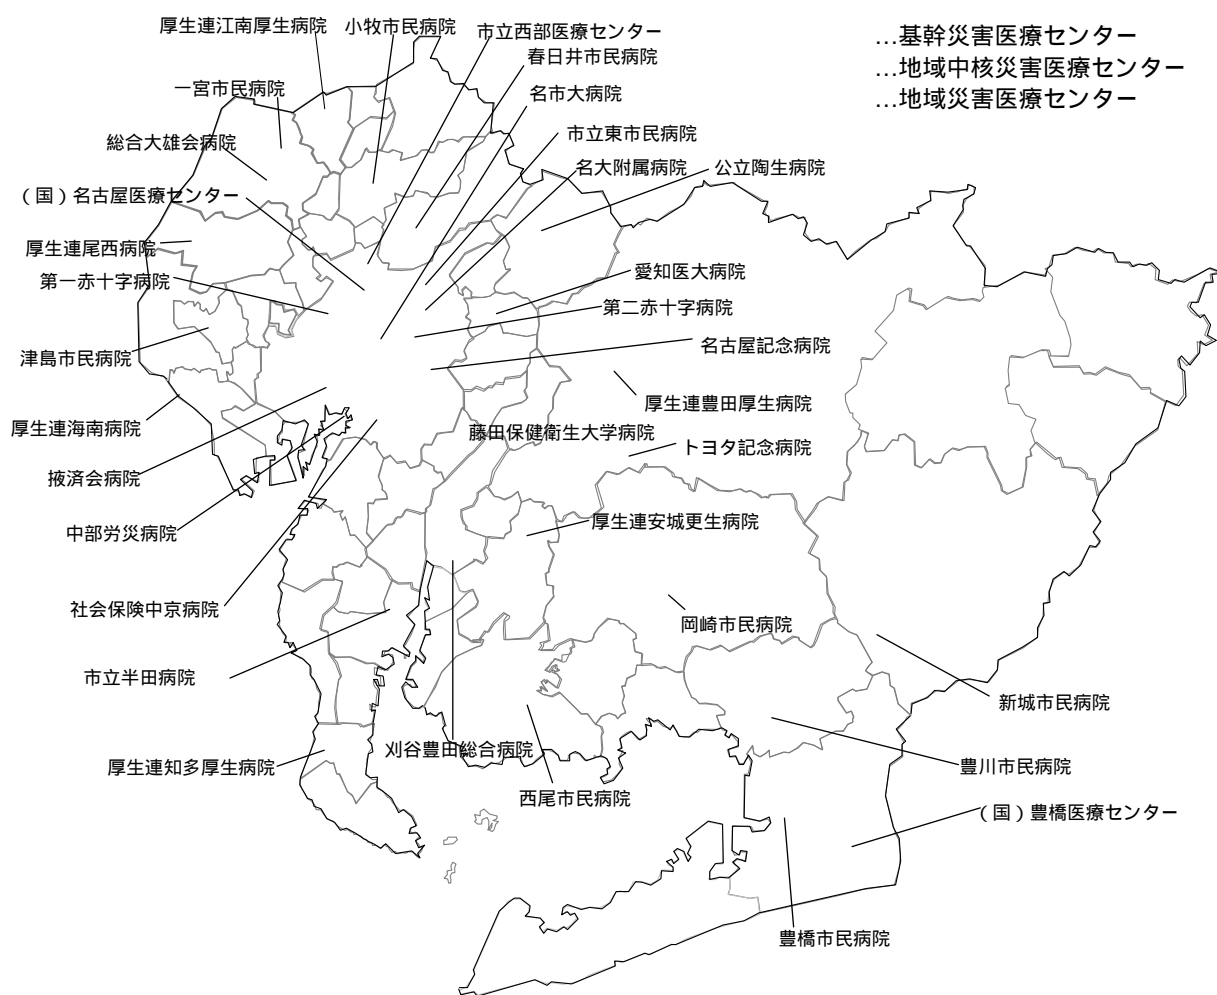 厚生連江南厚生病院
小牧市民病院
市立西部医療センター
春日井市民病院
名市大病院
市立東市民病院
名大附属病院
公立陶生病院
…基幹災害医療センター
…地域中核災害医療センター
…地域災害医療センター
一宮市民病院
総合大雄会病院
（国）名古屋医療センター
厚生連尾西病院
第一赤十字病院
愛知医大病院
第二赤十字病院
津島市民病院
名古屋記念病院
厚生連豊田厚生病院
厚生連海南病院
藤田保健衛生大学病院
トヨタ記念病院
掖済会病院
中部労災病院
厚生連安城更生病院
社会保険中京病院
岡崎市民病院
市立半田病院
新城市民病院
刈谷豊田総合病院
厚生連知多厚生病院
豊川市民病院
西尾市民病院
（国）豊橋医療センター
豊橋市民病院